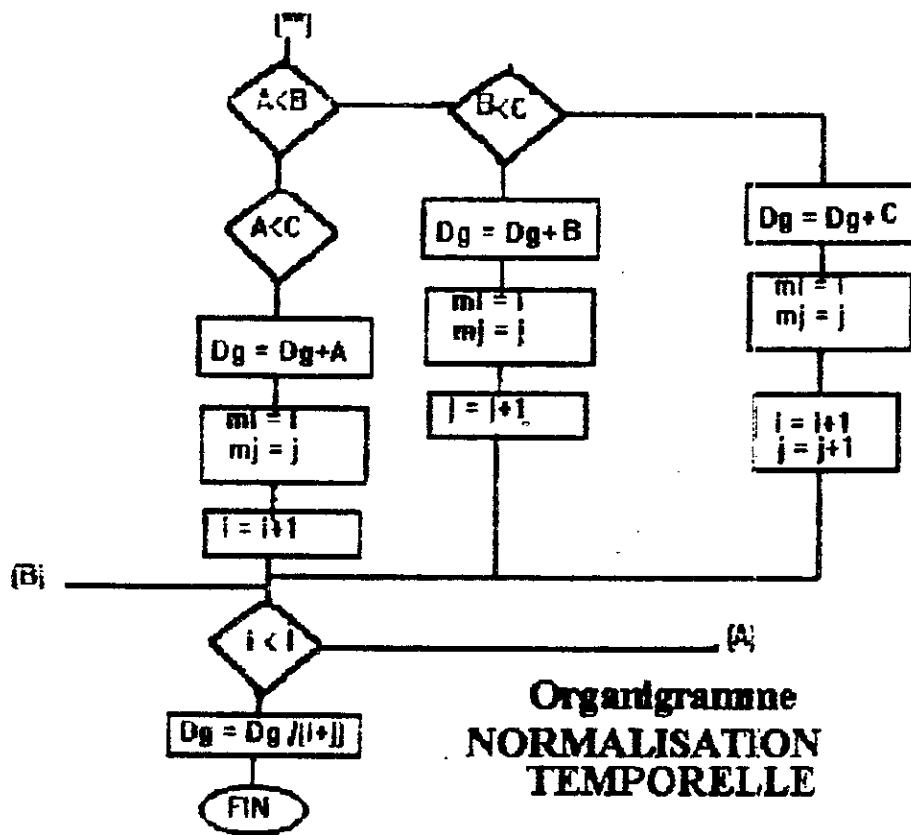 [**]
A<B
B<C
A<C
Dg = Dg+B
Dg = Dg+C
mi = i
mj = j
mi = i
mj = j
Dg = Dg+A
j = j+1
i = i+1
j = j+1
mi = i
mj = j
i = i+1
[B]
[A]
Dg = Dg /(i+j)
FIN
Organigramme
NORMALISATION
TEMPORELLE